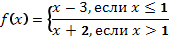 f(x) = {x − 3, если x ≤ 1
x + 2, если x > 1